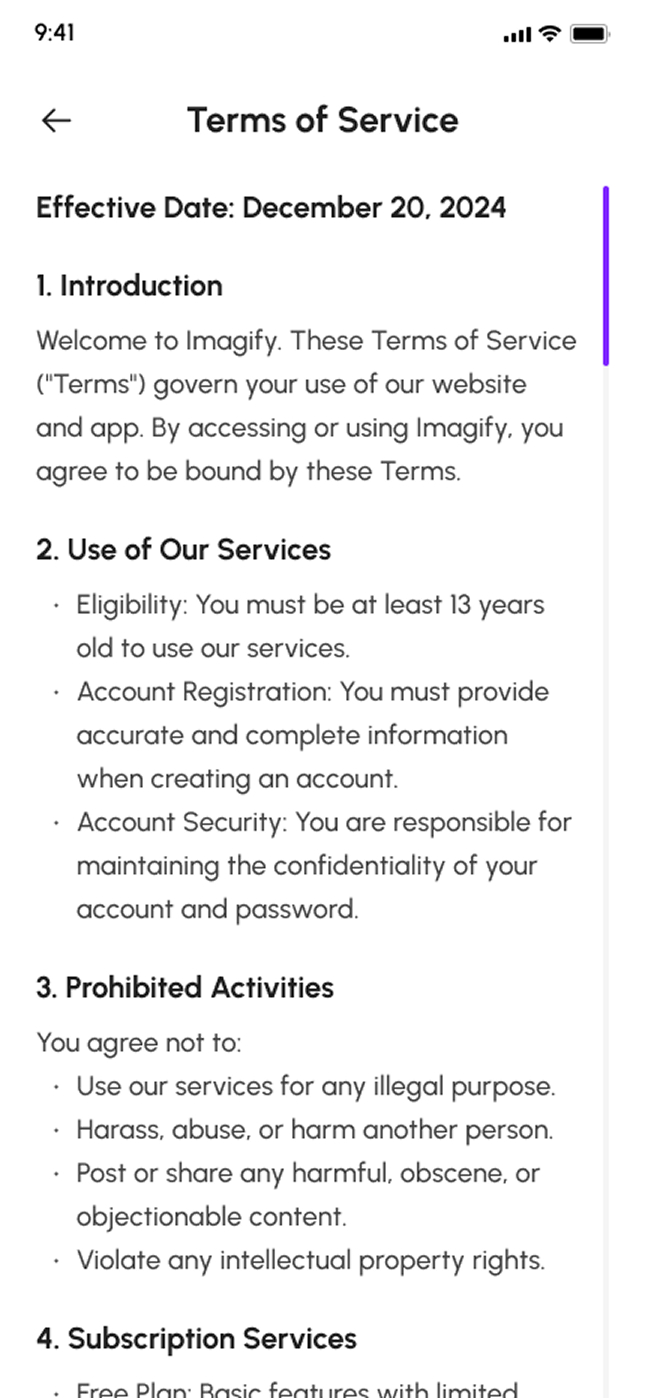 9:41
Terms of Service
Effective Date: December 20, 2024
1. Introduction
Welcome to Imagify. These Terms of Service
("Terms") govern your use of our website
and app. By accessing or using Imagify, you
agree to be bound by these Terms.
2. Use of Our Services
· Eligibility: You must be at least 13 years
old to use our services.
· Account Registration: You must provide
accurate and complete information
when creating an account.
· Account Security: You are responsible for
maintaining the confidentiality of your
account and password.
3. Prohibited Activities
You agree not to:
· Use our services for any illegal purpose.
· Harass, abuse, or harm another person.
· Post or share any harmful, obscene, or
objectionable content.
· Violate any intellectual property rights.
4. Subscription Services
· Free Plan: Basic features with limited